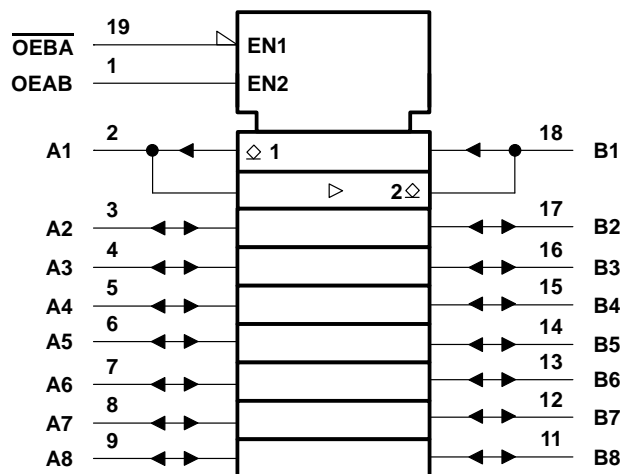 19
OEBA EN1
1
OEAB EN2
2 18
A1 1 B1
2
3 17
A2 B2
4 16
A3 B3
5 15
A4 B4
6 14
A5 B5
7 13
A6 B6
8 12
A7 B7
9 11
A8 B8